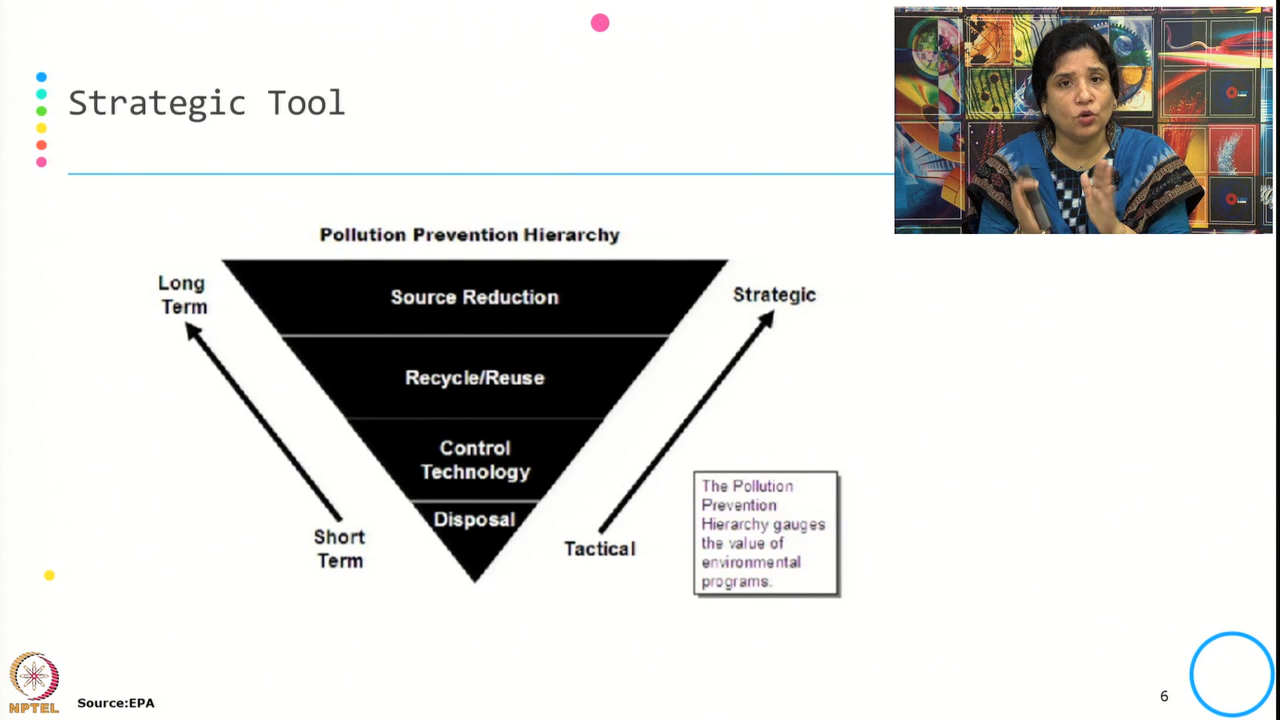 Strategic Tool
Pollution Prevention Hierarchy
Long
Term
Source Reduction
Strategic
Recycle/Reuse
Control
Technology
Disposal
Short
Term
Tactical
The Pollution
Prevention
Hierarchy gauges
the value of
environmental
programs.
NPTEL
Source:EPA
6